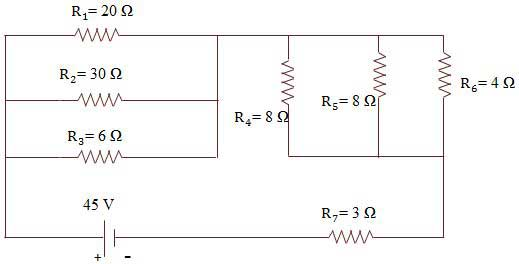 R₁= 20 Ω
R₂= 30 Ω
R₃= 6 Ω
R₄= 8 Ω
R₅= 8 Ω
R₆= 4 Ω
45 V
+ -
R₇= 3 Ω